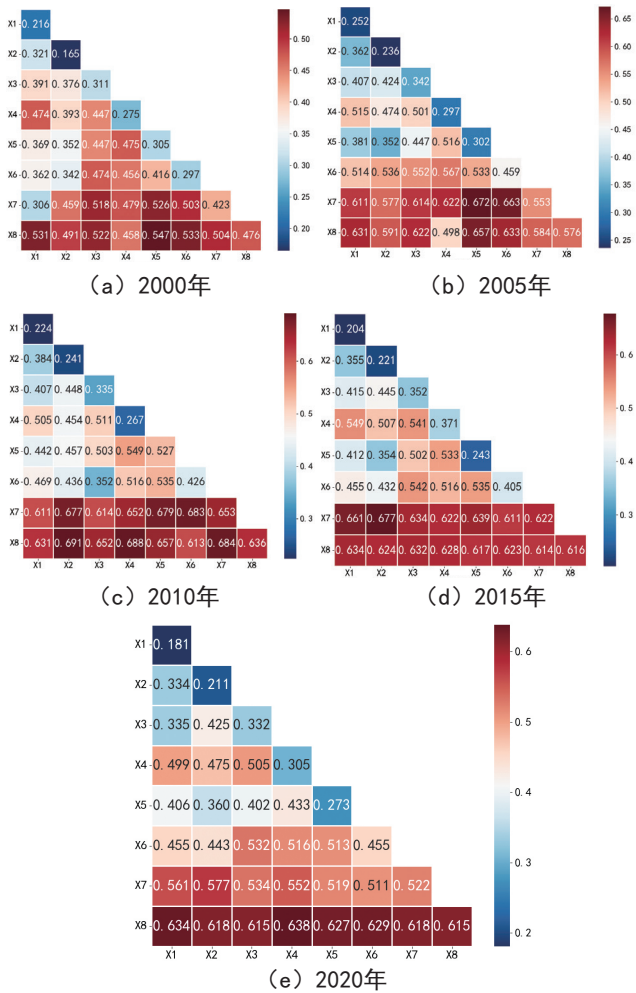 X1 0.216
X2 0.321 0.165
X3 0.391 0.376 0.311
X4 0.474 0.393 0.447 0.275
X5 0.369 0.352 0.447 0.475 0.305
X6 0.362 0.342 0.474 0.456 0.416 0.297
X7 0.306 0.459 0.518 0.479 0.526 0.503 0.423
X8 0.531 0.491 0.522 0.458 0.547 0.533 0.504 0.476
X1 X2 X3 X4 X5 X6 X7 X8
0.50
0.45
0.40
0.35
0.30
0.25
0.20
(a) 2000年
X1 0.252
X2 0.362 0.236
X3 0.407 0.424 0.342
X4 0.515 0.474 0.501 0.297
X5 0.381 0.352 0.447 0.516 0.302
X6 0.514 0.536 0.552 0.567 0.533 0.459
X7 0.611 0.577 0.614 0.622 0.672 0.663 0.553
X8 0.631 0.591 0.622 0.498 0.657 0.633 0.584 0.576
X1 X2 X3 X4 X5 X6 X7 X8
0.65
0.60
0.55
0.50
0.45
0.40
0.35
0.30
0.25
(b) 2005年
X1 0.224
X2 0.384 0.241
X3 0.407 0.448 0.335
X4 0.505 0.454 0.511 0.267
X5 0.442 0.457 0.503 0.549 0.527
X6 0.469 0.436 0.352 0.516 0.535 0.426
X7 0.611 0.677 0.614 0.652 0.679 0.683 0.653
X8 0.631 0.691 0.652 0.688 0.657 0.613 0.684 0.636
X1 X2 X3 X4 X5 X6 X7 X8
0.6
0.5
0.4
0.3
(c) 2010年
X1 0.204
X2 0.355 0.221
X3 0.415 0.445 0.352
X4 0.549 0.507 0.541 0.371
X5 0.412 0.354 0.502 0.533 0.243
X6 0.455 0.432 0.542 0.516 0.535 0.405
X7 0.661 0.677 0.634 0.622 0.639 0.611 0.622
X8 0.634 0.624 0.632 0.628 0.617 0.623 0.614 0.616
X1 X2 X3 X4 X5 X6 X7 X8
0.6
0.5
0.4
0.3
(d) 2015年
X1 0.181
X2 0.334 0.211
X3 0.335 0.425 0.332
X4 0.499 0.475 0.505 0.305
X5 0.406 0.360 0.402 0.433 0.273
X6 0.455 0.443 0.532 0.516 0.513 0.455
X7 0.561 0.577 0.534 0.552 0.519 0.511 0.522
X8 0.634 0.618 0.615 0.638 0.627 0.629 0.618 0.615
X1 X2 X3 X4 X5 X6 X7 X8
0.6
0.5
0.4
0.3
0.2
(e) 2020年